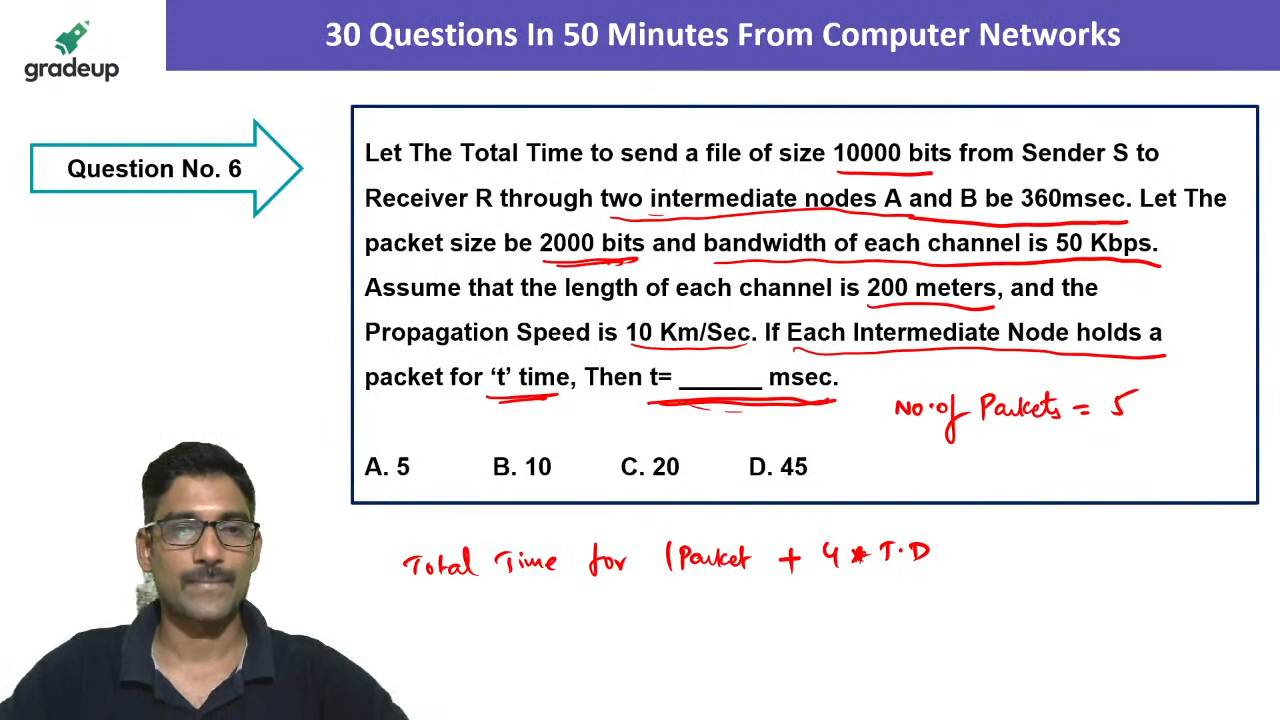 30 Questions In 50 Minutes From Computer Networks
gradeup
Question No. 6
Let The Total Time to send a file of size 10000 bits from Sender S to
Receiver R through two intermediate nodes A and B be 360msec. Let The
packet size be 2000 bits and bandwidth of each channel is 50 Kbps.
Assume that the length of each channel is 200 meters, and the
Propagation Speed is 10 Km/Sec. If Each Intermediate Node holds a
packet for ‘t’ time, Then t= ______ msec.
No.of Packets = 5
A. 5 B. 10 C. 20 D. 45
Total Time for 1Packet + 4 * T.D